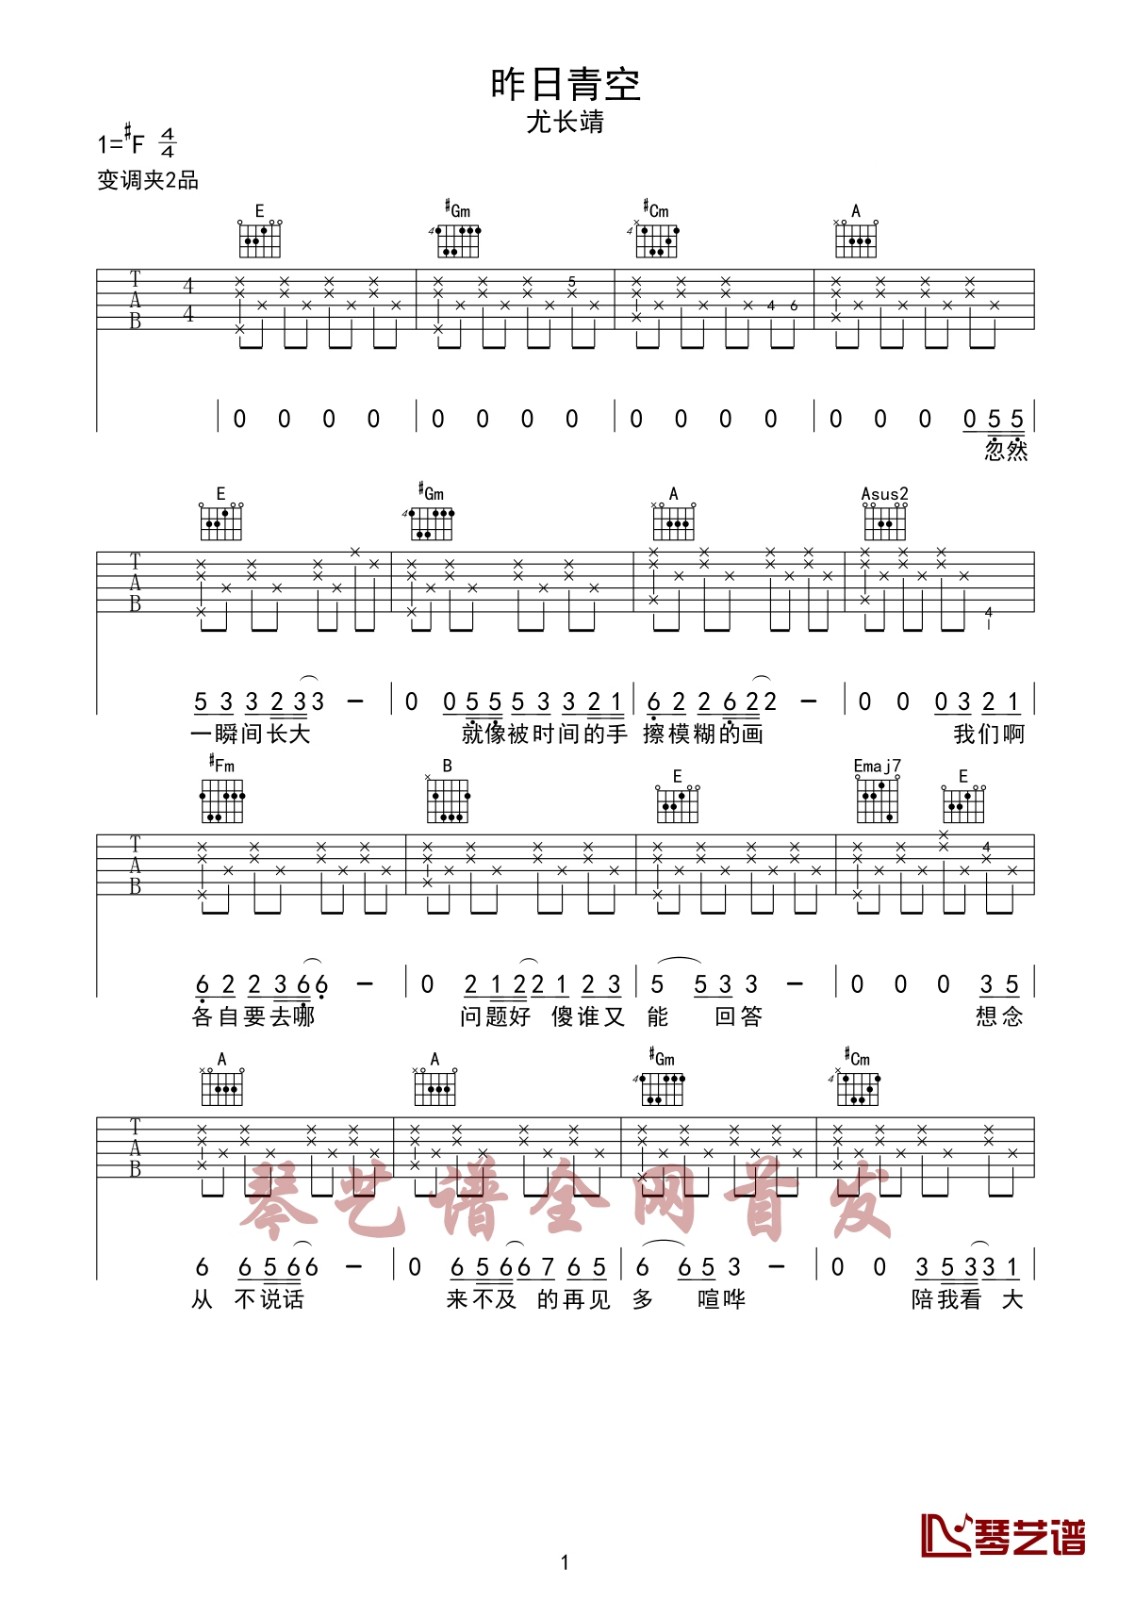 昨日青空
尤长靖
1=#F 4/4
变调夹2品
E #Gm #Cm A
4 4
T A B 4 4 5 4 6
0 0 0 0 0 0 0 0 0 0 0 0 0 0 0 0 5 5
忽然
E #Gm A Asus2
4
T A B 4
5 3 3 2 3 3 - 0 0 5 5 5 3 3 2 1 6 2 2 6 2 2 - 0 0 0 3 2 1
一瞬间长大 就像被时间的手 擦模糊的画 我们啊
#Fm B E Emaj7 E
T A B 4
6 2 2 3 6 6 - 0 2 1 2 2 1 2 3 5 5 3 3 - 0 0 0 3 5
各自要去哪 问题好 傻谁又 能 回答 想念
A A #Gm #Cm
4 4
T A B
琴艺谱全网首发
6 6 5 6 6 - 0 6 5 6 6 7 6 5 6 6 5 3 - 0 0 3 5 3 3 1
从 不说话 来不及 的再见 多 喧哗 陪我看 大
琴艺谱
1